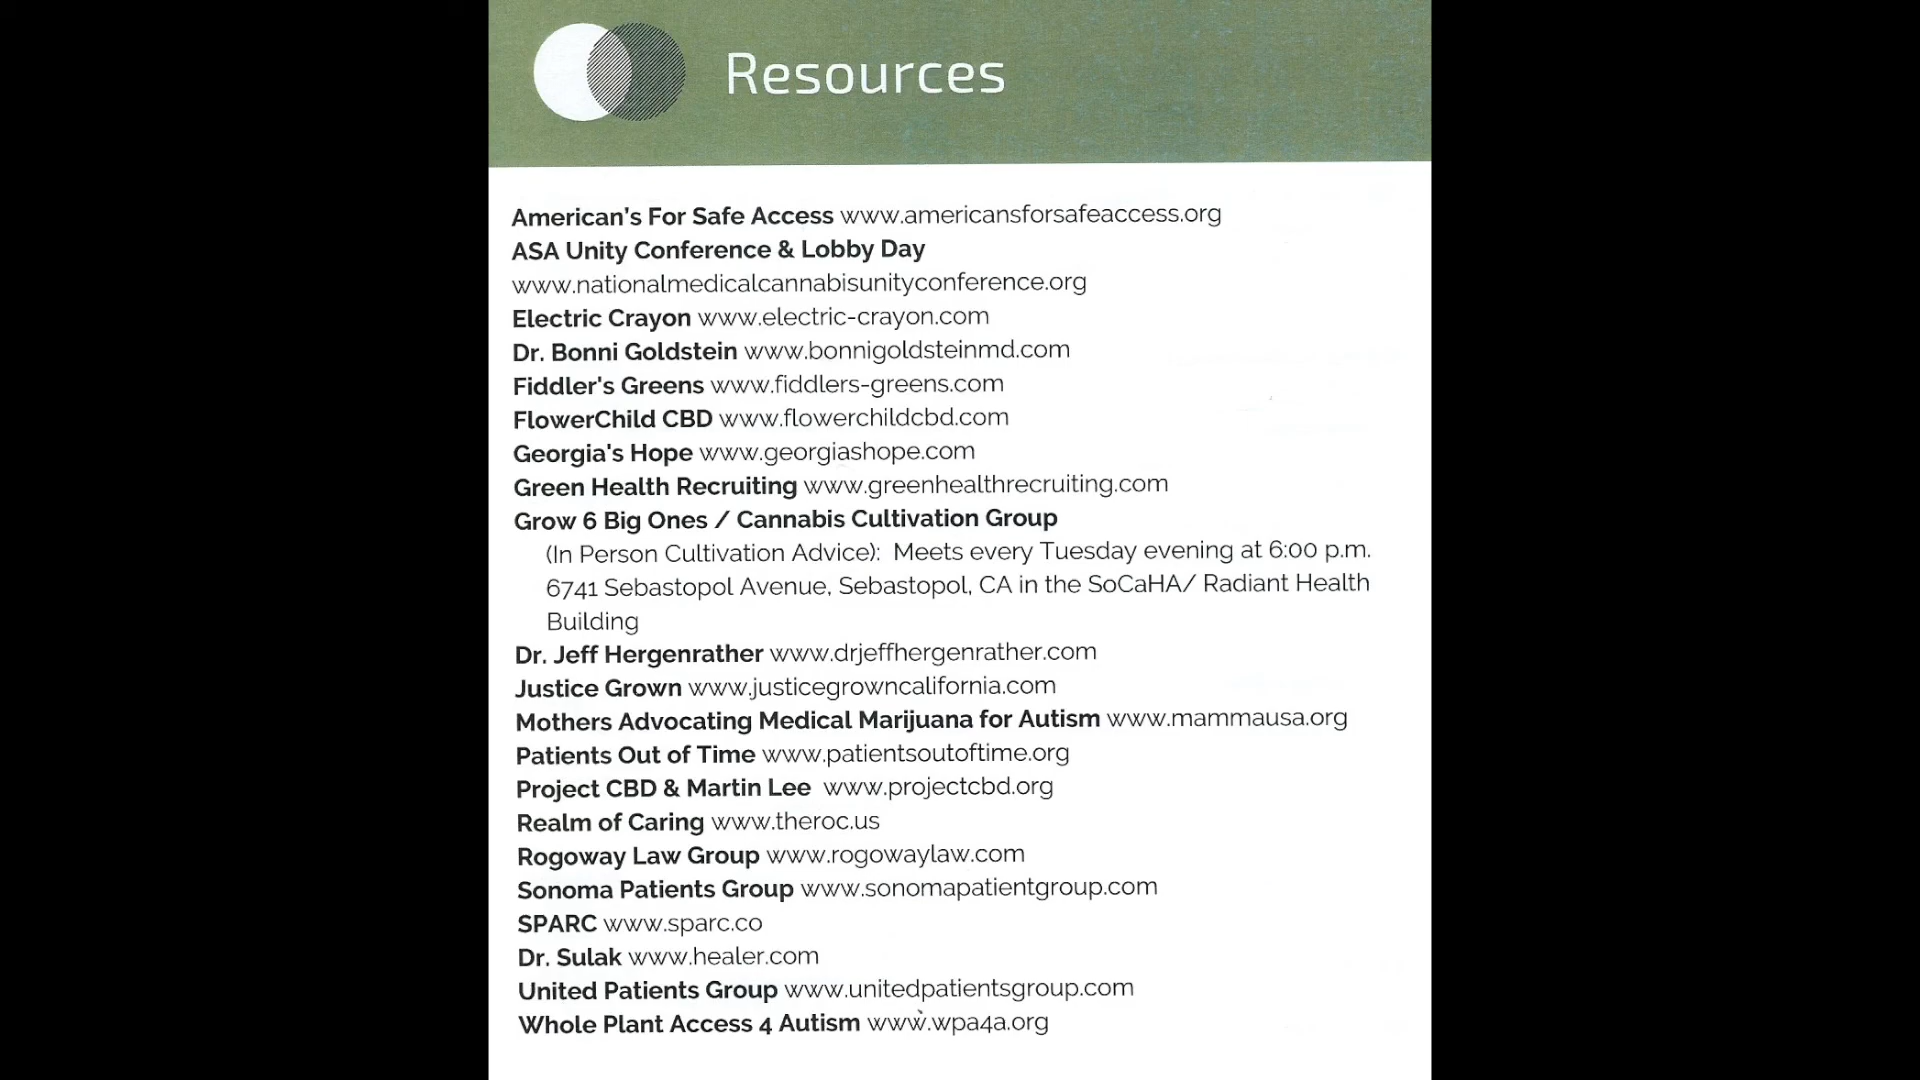 Resources
American's For Safe Access www.americansforsafeaccess.org
ASA Unity Conference & Lobby Day
www.nationalmedicalcannabisunityconference.org
Electric Crayon www.electric-crayon.com
Dr. Bonni Goldstein www.bonnigoldsteinmd.com
Fiddler's Greens www.fiddlers-greens.com
FlowerChild CBD www.flowerchildcbd.com
Georgia's Hope www.georgiashope.com
Green Health Recruiting www.greenhealthrecruiting.com
Grow 6 Big Ones / Cannabis Cultivation Group
(In Person Cultivation Advice):  Meets every Tuesday evening at 6:00 p.m.
6741 Sebastopol Avenue, Sebastopol, CA in the SoCaHA/ Radiant Health
Building
Dr. Jeff Hergenrather www.drjeffhergenrather.com
Justice Grown www.justicegrowncalifornia.com
Mothers Advocating Medical Marijuana for Autism www.mammausa.org
Patients Out of Time www.patientsoutoftime.org
Project CBD & Martin Lee  www.projectcbd.org
Realm of Caring www.theroc.us
Rogoway Law Group www.rogowaylaw.com
Sonoma Patients Group www.sonomapatientgroup.com
SPARC www.sparc.co
Dr. Sulak www.healer.com
United Patients Group www.unitedpatientsgroup.com
Whole Plant Access 4 Autism www.wpa4a.org